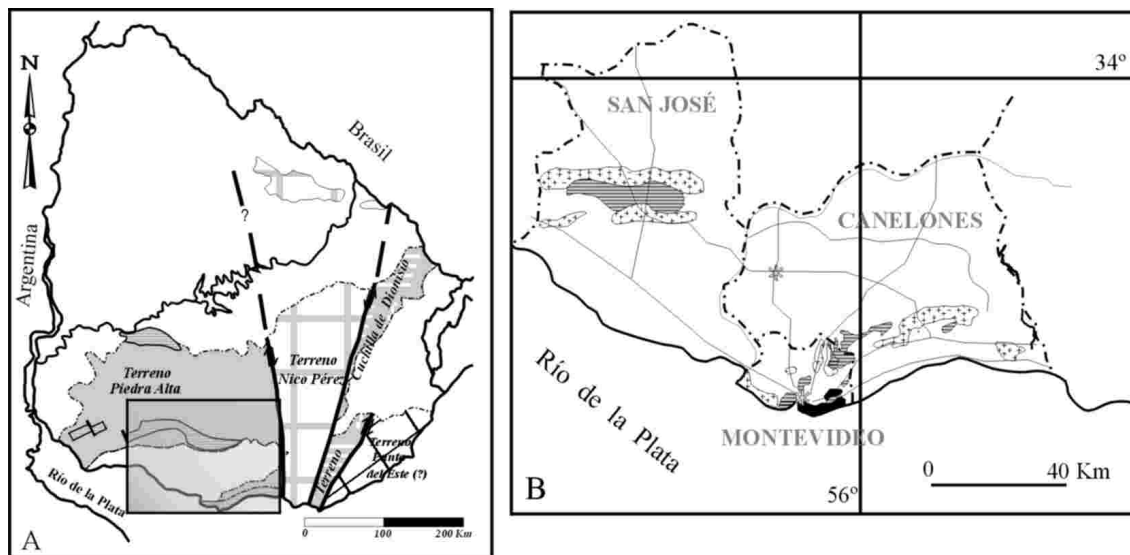 N
Brasil
Argentina
?
Terreno
Piedra Alta
Terreno
Nico Pérez
Cuchilla de Dionisio
Terreno
Terreno
Punta
del Este (?)
Río de la Plata
0 100 200 Km
A
34º
SAN JOSÉ
CANELONES
Río de la Plata
MONTEVIDEO
0 40 Km
56º
B